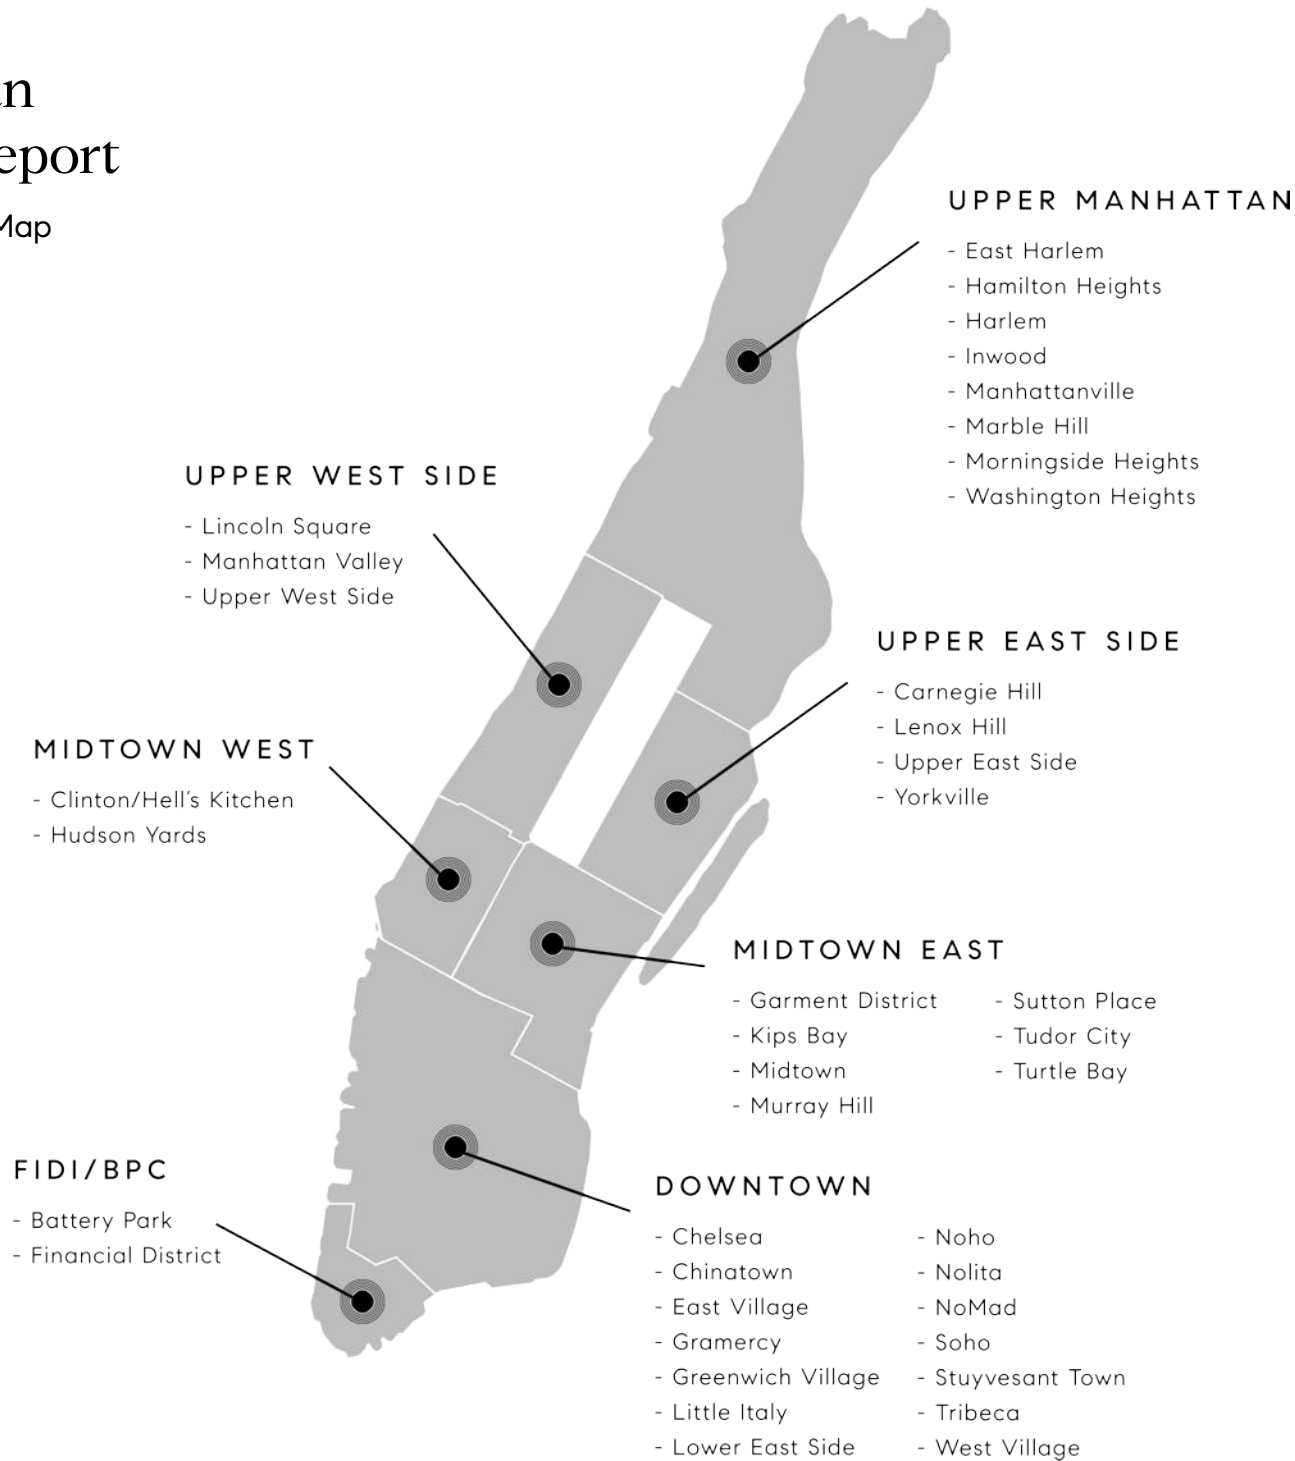 an
eport
Map
UPPER MANHATTAN
- East Harlem
- Hamilton Heights
- Harlem
- Inwood
- Manhattanville
- Marble Hill
- Morningside Heights
- Washington Heights
UPPER WEST SIDE
- Lincoln Square
- Manhattan Valley
- Upper West Side
UPPER EAST SIDE
- Carnegie Hill
- Lenox Hill
- Upper East Side
- Yorkville
MIDTOWN WEST
- Clinton/Hell's Kitchen
- Hudson Yards
MIDTOWN EAST
- Garment District
- Kips Bay
- Midtown
- Murray Hill
- Sutton Place
- Tudor City
- Turtle Bay
FIDI/BPC
- Battery Park
- Financial District
DOWNTOWN
- Chelsea
- Chinatown
- East Village
- Gramercy
- Greenwich Village
- Little Italy
- Lower East Side
- Noho
- Nolita
- NoMad
- Soho
- Stuyvesant Town
- Tribeca
- West Village